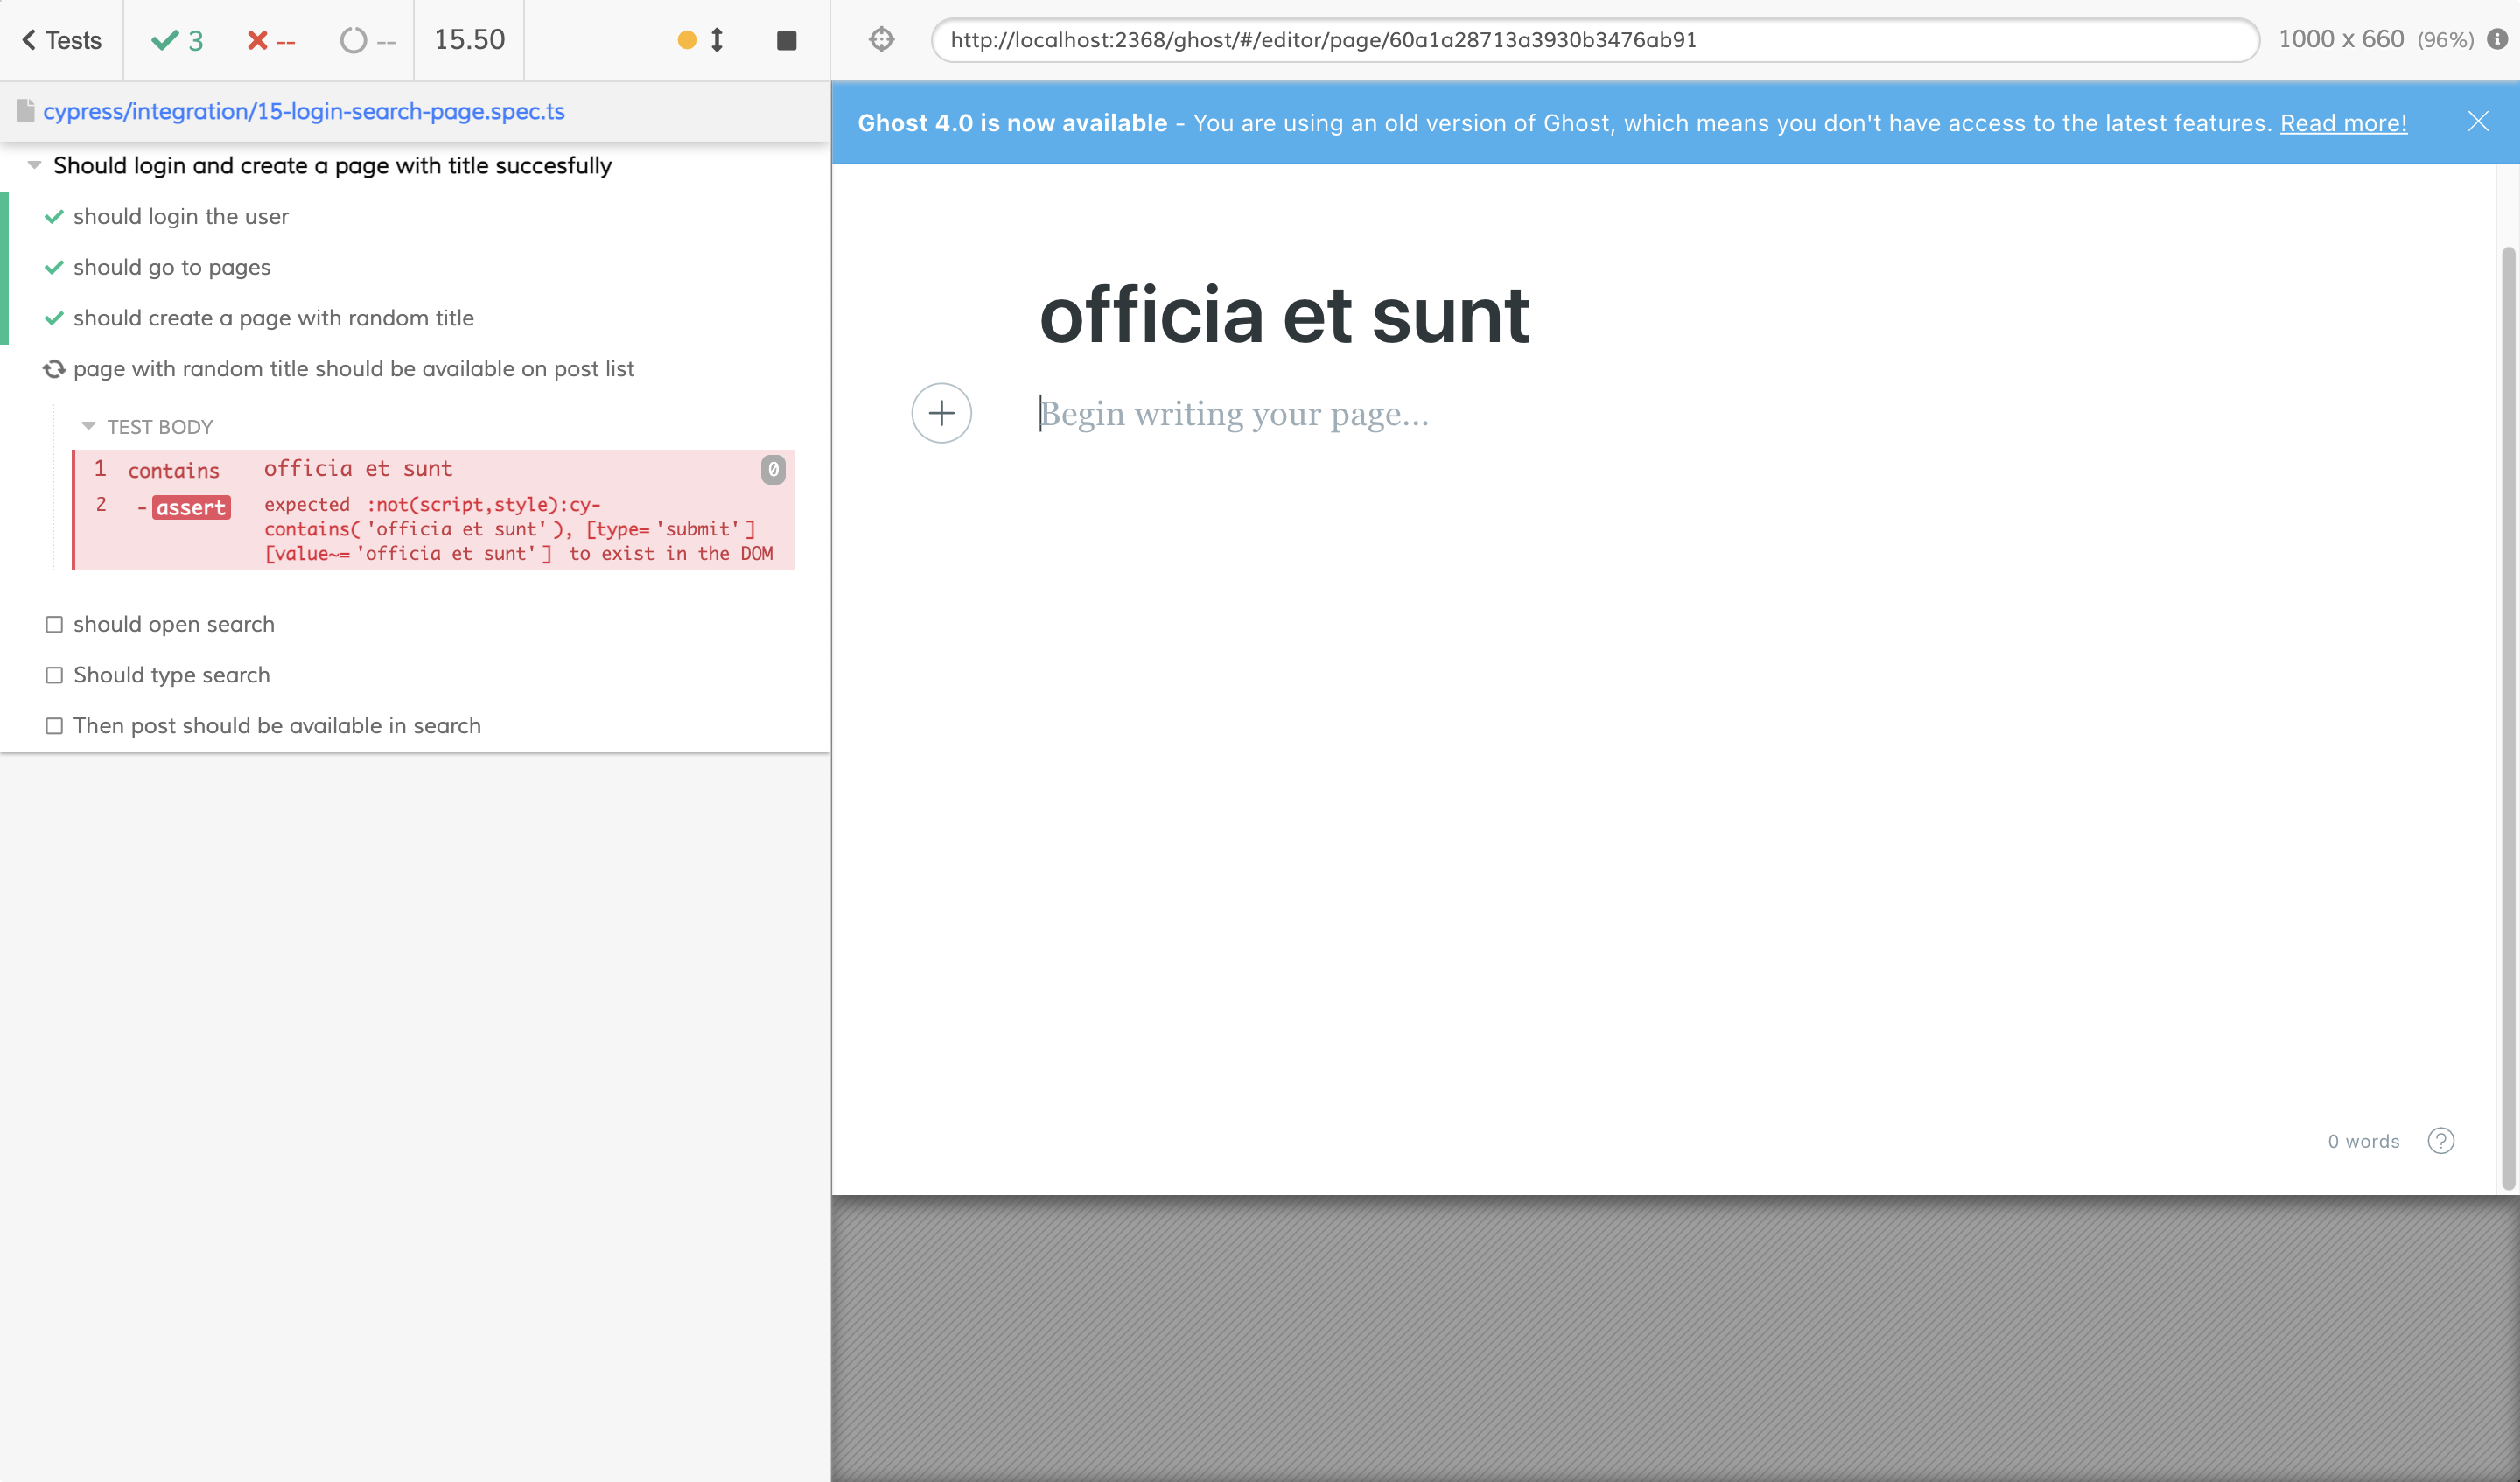 Tests 3 -- -- 15.50
http://localhost:2368/ghost/#/editor/page/60a1a28713a3930b3476ab91 1000 x 660 (96%)
cypress/integration/15-login-search-page.spec.ts
Should login and create a page with title succesfully
should login the user
should go to pages
should create a page with random title
page with random title should be available on post list
TEST BODY
1 contains officia et sunt 0
2 -assert expected :not(script,style):cy-
contains('officia et sunt'), [type='submit']
[value~='officia et sunt'] to exist in the DOM
should open search
Should type search
Then post should be available in search
Ghost 4.0 is now available - You are using an old version of Ghost, which means you don't have access to the latest features. Read more!
officia et sunt
Begin writing your page...
0 words ?